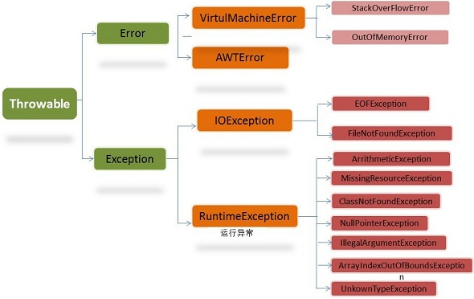 Throwable
Error
VirtulMachineError
StackOverFlowError
OutOfMemoryError
AWTError
Exception
IOException
EOFException
FileNotFoundException
RuntimeException
运行异常
ArrithmeticException
MissingResourceException
ClassNotFoundException
NullPointerException
IllegalArgumentException
ArrayIndexOutOfBoundsExceptio
n
UnkownTypeException